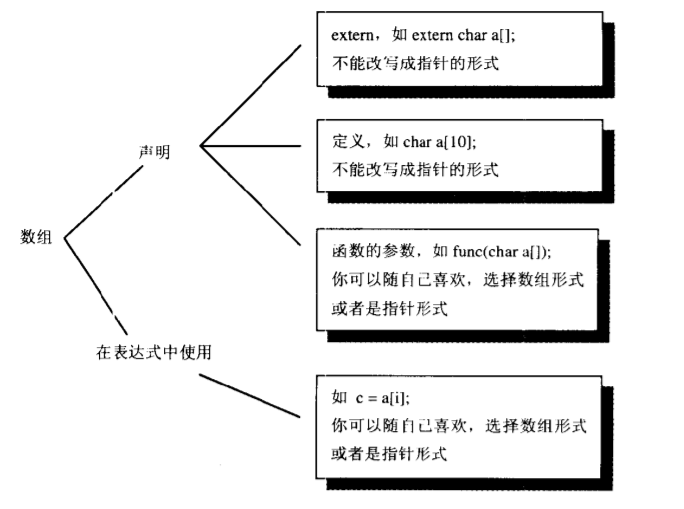 extern，如 extern char a[];
不能改写成指针的形式
定义，如 char a[10];
不能改写成指针的形式
声明
数组
函数的参数，如 func(char a[]);
你可以随自己喜欢，选择数组形式
或者是指针形式
在表达式中使用
如 c = a[i];
你可以随自己喜欢，选择数组形式
或者是指针形式